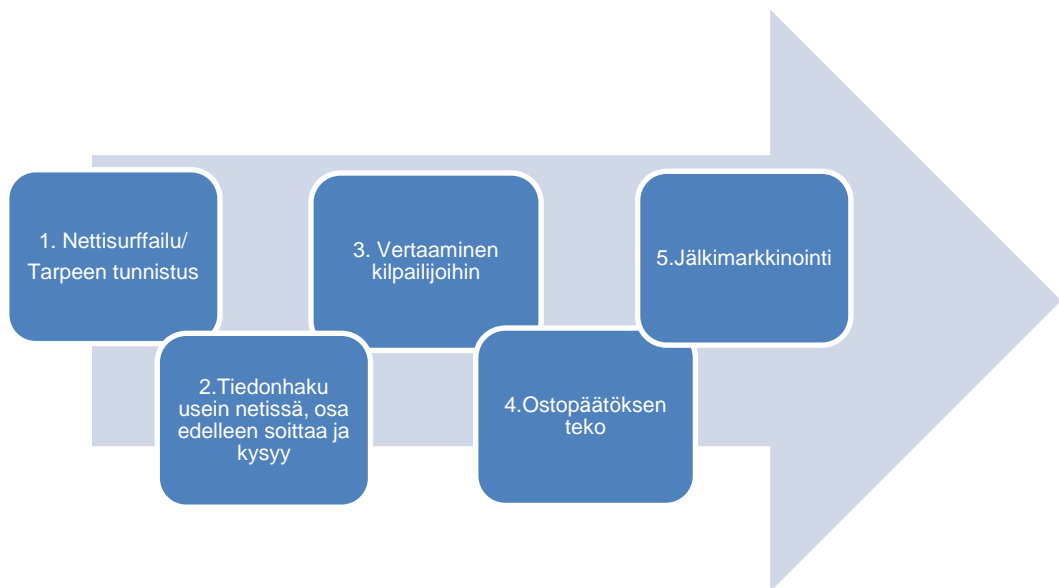 1. Nettisurffailu/
Tarpeen tunnistus
2.Tiedonhaku
usein netissä, osa
edelleen soittaa ja
kysyy
3. Vertaaminen
kilpailijoihin
4.Ostopäätöksen
teko
5.Jälkimarkkinointi